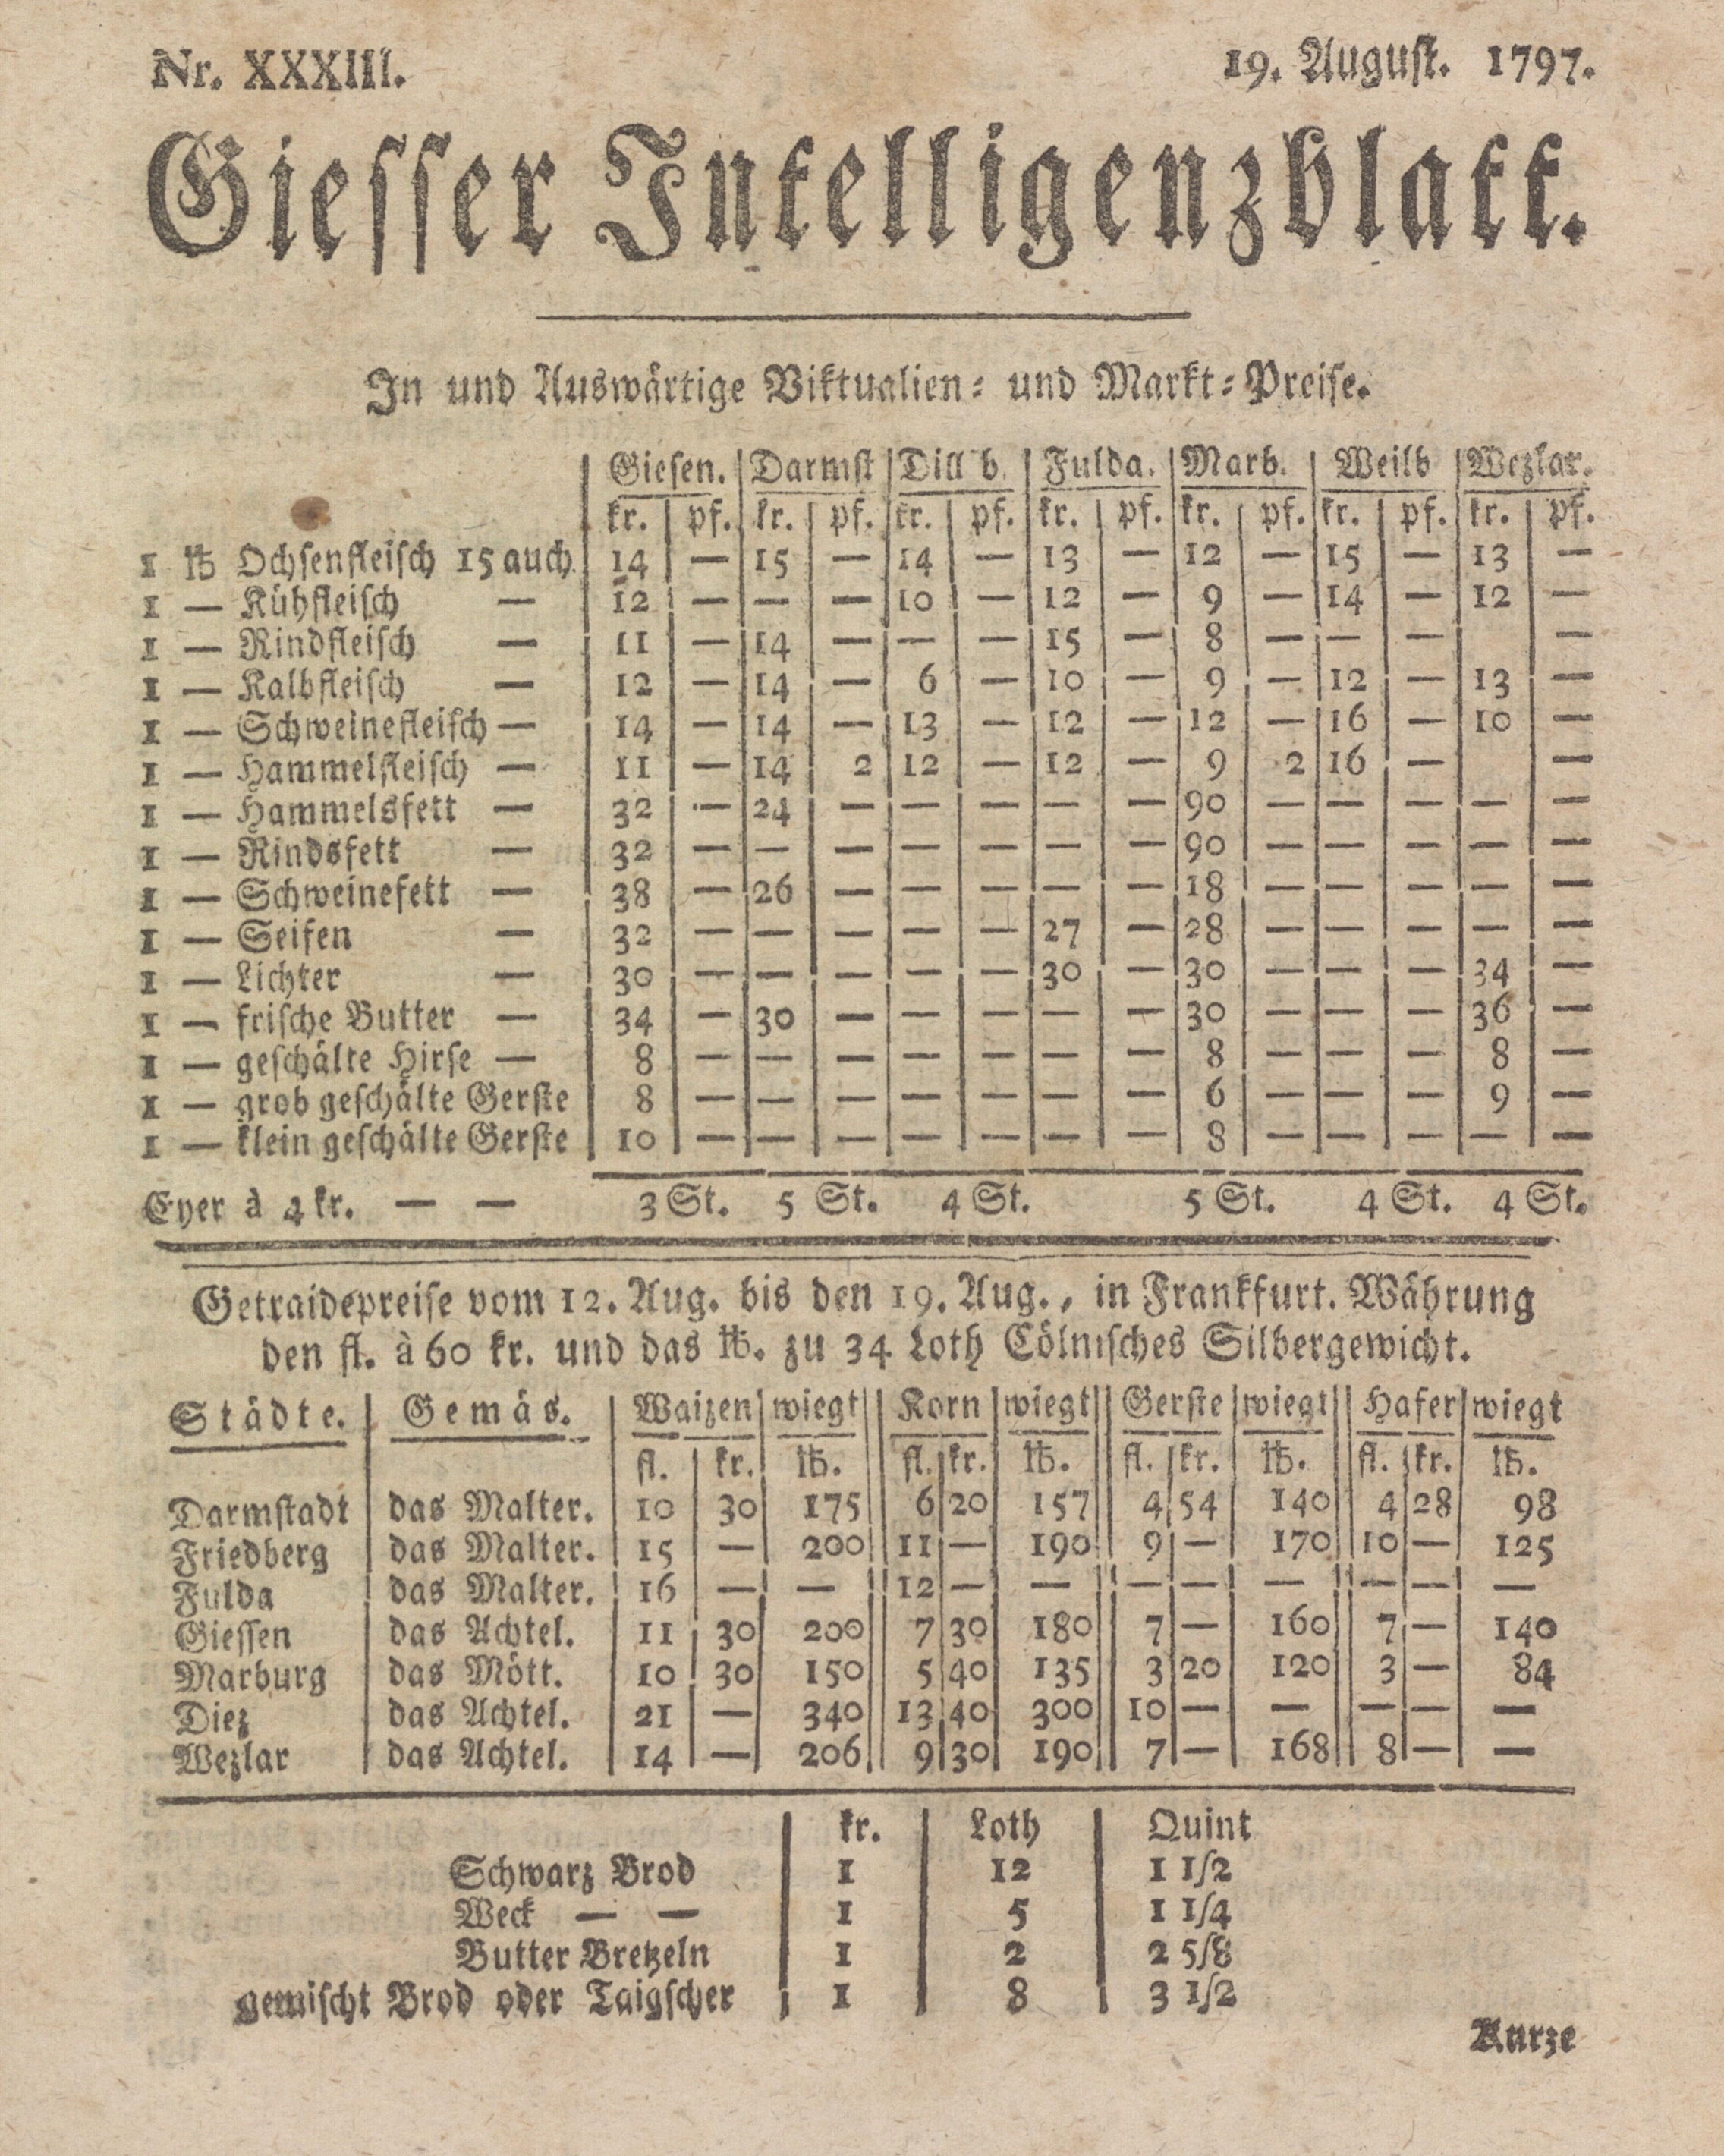 Nr. XXXIII. 19. August. 1797.
Giesser Intelligenzblatt.
In und Auswärtige Viktualien- und Markt-Preise.
Giesen. Darmst Dill b. Fulda. Marb. Weilb Wezlar.
kr. pf. kr. pf. kr. pf. kr. pf. kr. pf. kr. pf. kr. pf.
1 ℔ Ochsenfleisch 15 auch 14 — 15 — 14 — 13 — 12 — 15 — 13 —
1 — Kühfleisch — 12 — — — 10 — 12 — 9 — 14 — 12 —
1 — Rindfleisch — 11 — 14 — — — 15 — 8 — — — —
1 — Kalbfleisch — 12 — 14 — 6 — 10 — 9 — 12 — 13 —
1 — Schweinefleisch — 14 — 14 — 13 — 12 — 12 — 16 — 10 —
1 — Hammelfleisch — 11 — 14 2 12 — 12 — 9 2 16 — —
1 — Hammelsfett — 32 — 24 — — — — — 90 — — — — —
1 — Rindsfett — 32 — — — — — — — 90 — — — — —
1 — Schweinefett — 38 — 26 — — — — — 18 — — — — —
1 — Seifen — 32 — — — — — 27 — 28 — — — — —
1 — Lichter — 30 — — — — — 30 — 30 — — — 34 —
1 — frische Butter — 34 — 30 — — — — — 30 — — — 36 —
1 — geschälte Hirse — 8 — — — — — — — 8 — — — 8 —
1 — grob geschälte Gerste 8 — — — — — — — 6 — — — 9 —
1 — klein geschälte Gerste 10 — — — — — — — 8 — — — — —
Eyer à 4 kr. — — 3 St. 5 St. 4 St. 5 St. 4 St. 4 St.
Getraidepreise vom 12. Aug. bis den 19. Aug., in Frankfurt. Währung
den fl. à 60 kr. und das ℔. zu 34 Loth Cölnisches Silbergewicht.
Städte. Gemäs. Waizen wiegt Korn wiegt Gerste wiegt Hafer wiegt
fl. kr. ℔. fl. kr. ℔. fl. kr. ℔. fl. kr. ℔.
Darmstadt das Malter. 10 30 175 6 20 157 4 54 140 4 28 98
Friedberg das Malter. 15 — 200 11 — 190 9 — 170 10 — 125
Fulda das Malter. 16 — — 12 — — — — — — — —
Giessen das Achtel. 11 30 200 7 30 180 7 — 160 7 — 140
Marburg das Mött. 10 30 150 5 40 135 3 20 120 3 — 84
Diez das Achtel. 21 — 340 13 40 300 10 — — — — —
Wezlar das Achtel. 14 — 206 9 30 190 7 — 168 8 — —
kr. Loth Quint
Schwarz Brod 1 12 1 1/2
Weck — — 1 5 1 1/4
Butter Bretzeln 1 2 2 5/8
gemischt Brod oder Taigscher 1 8 3 1/2
Kurze